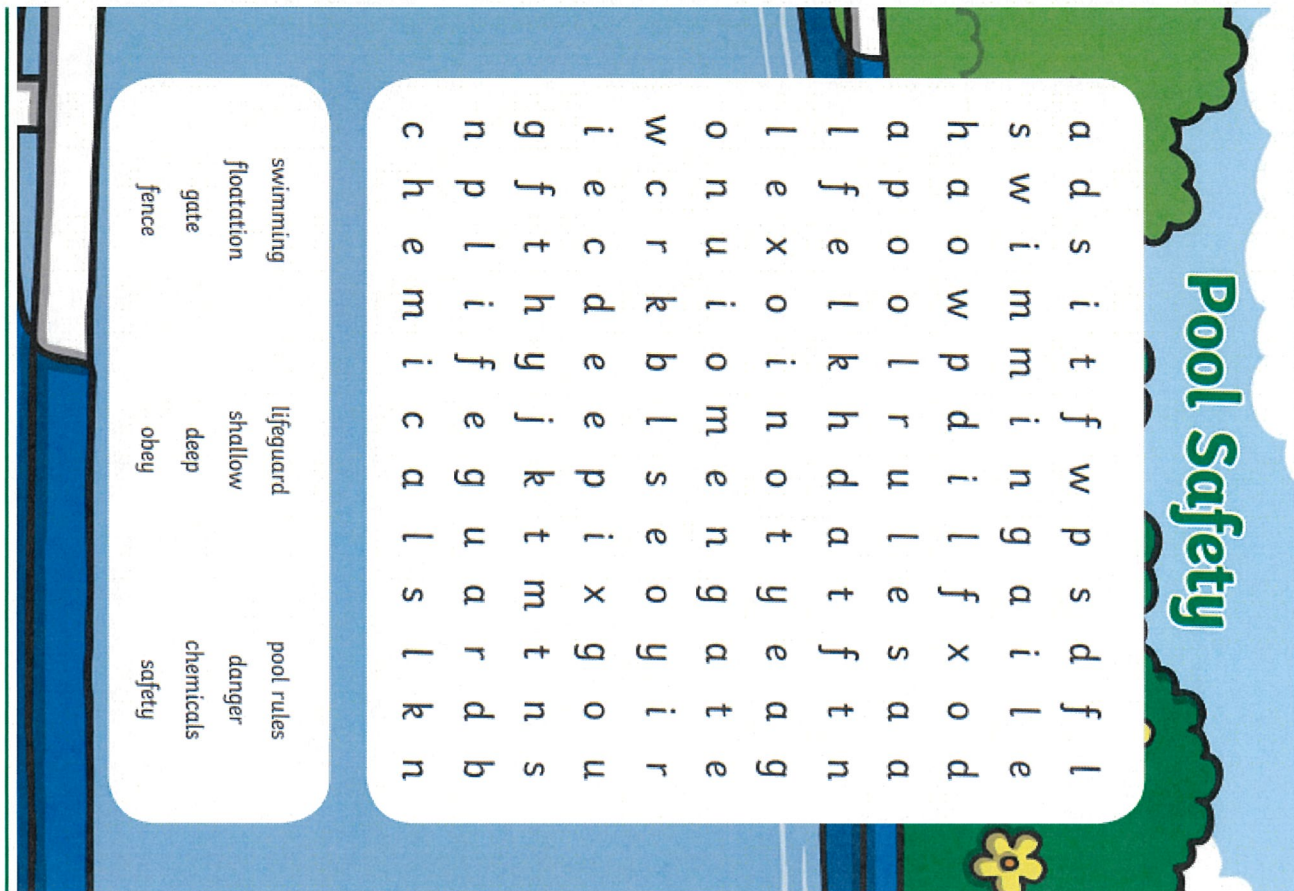 Pool Safety
a d s i t f w p s d f l
s w i m m i n g a i l e
h a o w p d i l f x o d
a p o o l r u l e s a a
l f e l k h d a t f t n
l e x o i n o t y e a g
o n u i o m e n g a t e
w c r k b l s e o y i r
i e c d e e p i x g o u
g f t h y j k t m t n s
n p l i f e g u a r d b
c h e m i c a l s l k n
swimming lifeguard pool rules
floatation shallow danger
gate deep chemicals
fence obey safety